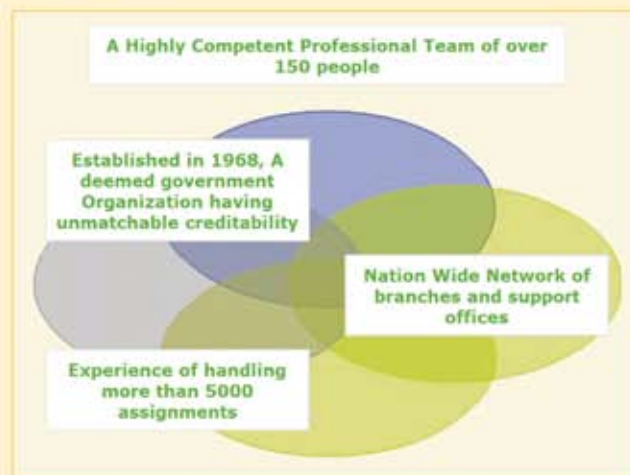 A Highly Competent Professional Team of over
150 people
Established in 1968, A
deemed government
Organization having
unmatchable creditability
Nation Wide Network of
branches and support
offices
Experience of handling
more than 5000
assignments